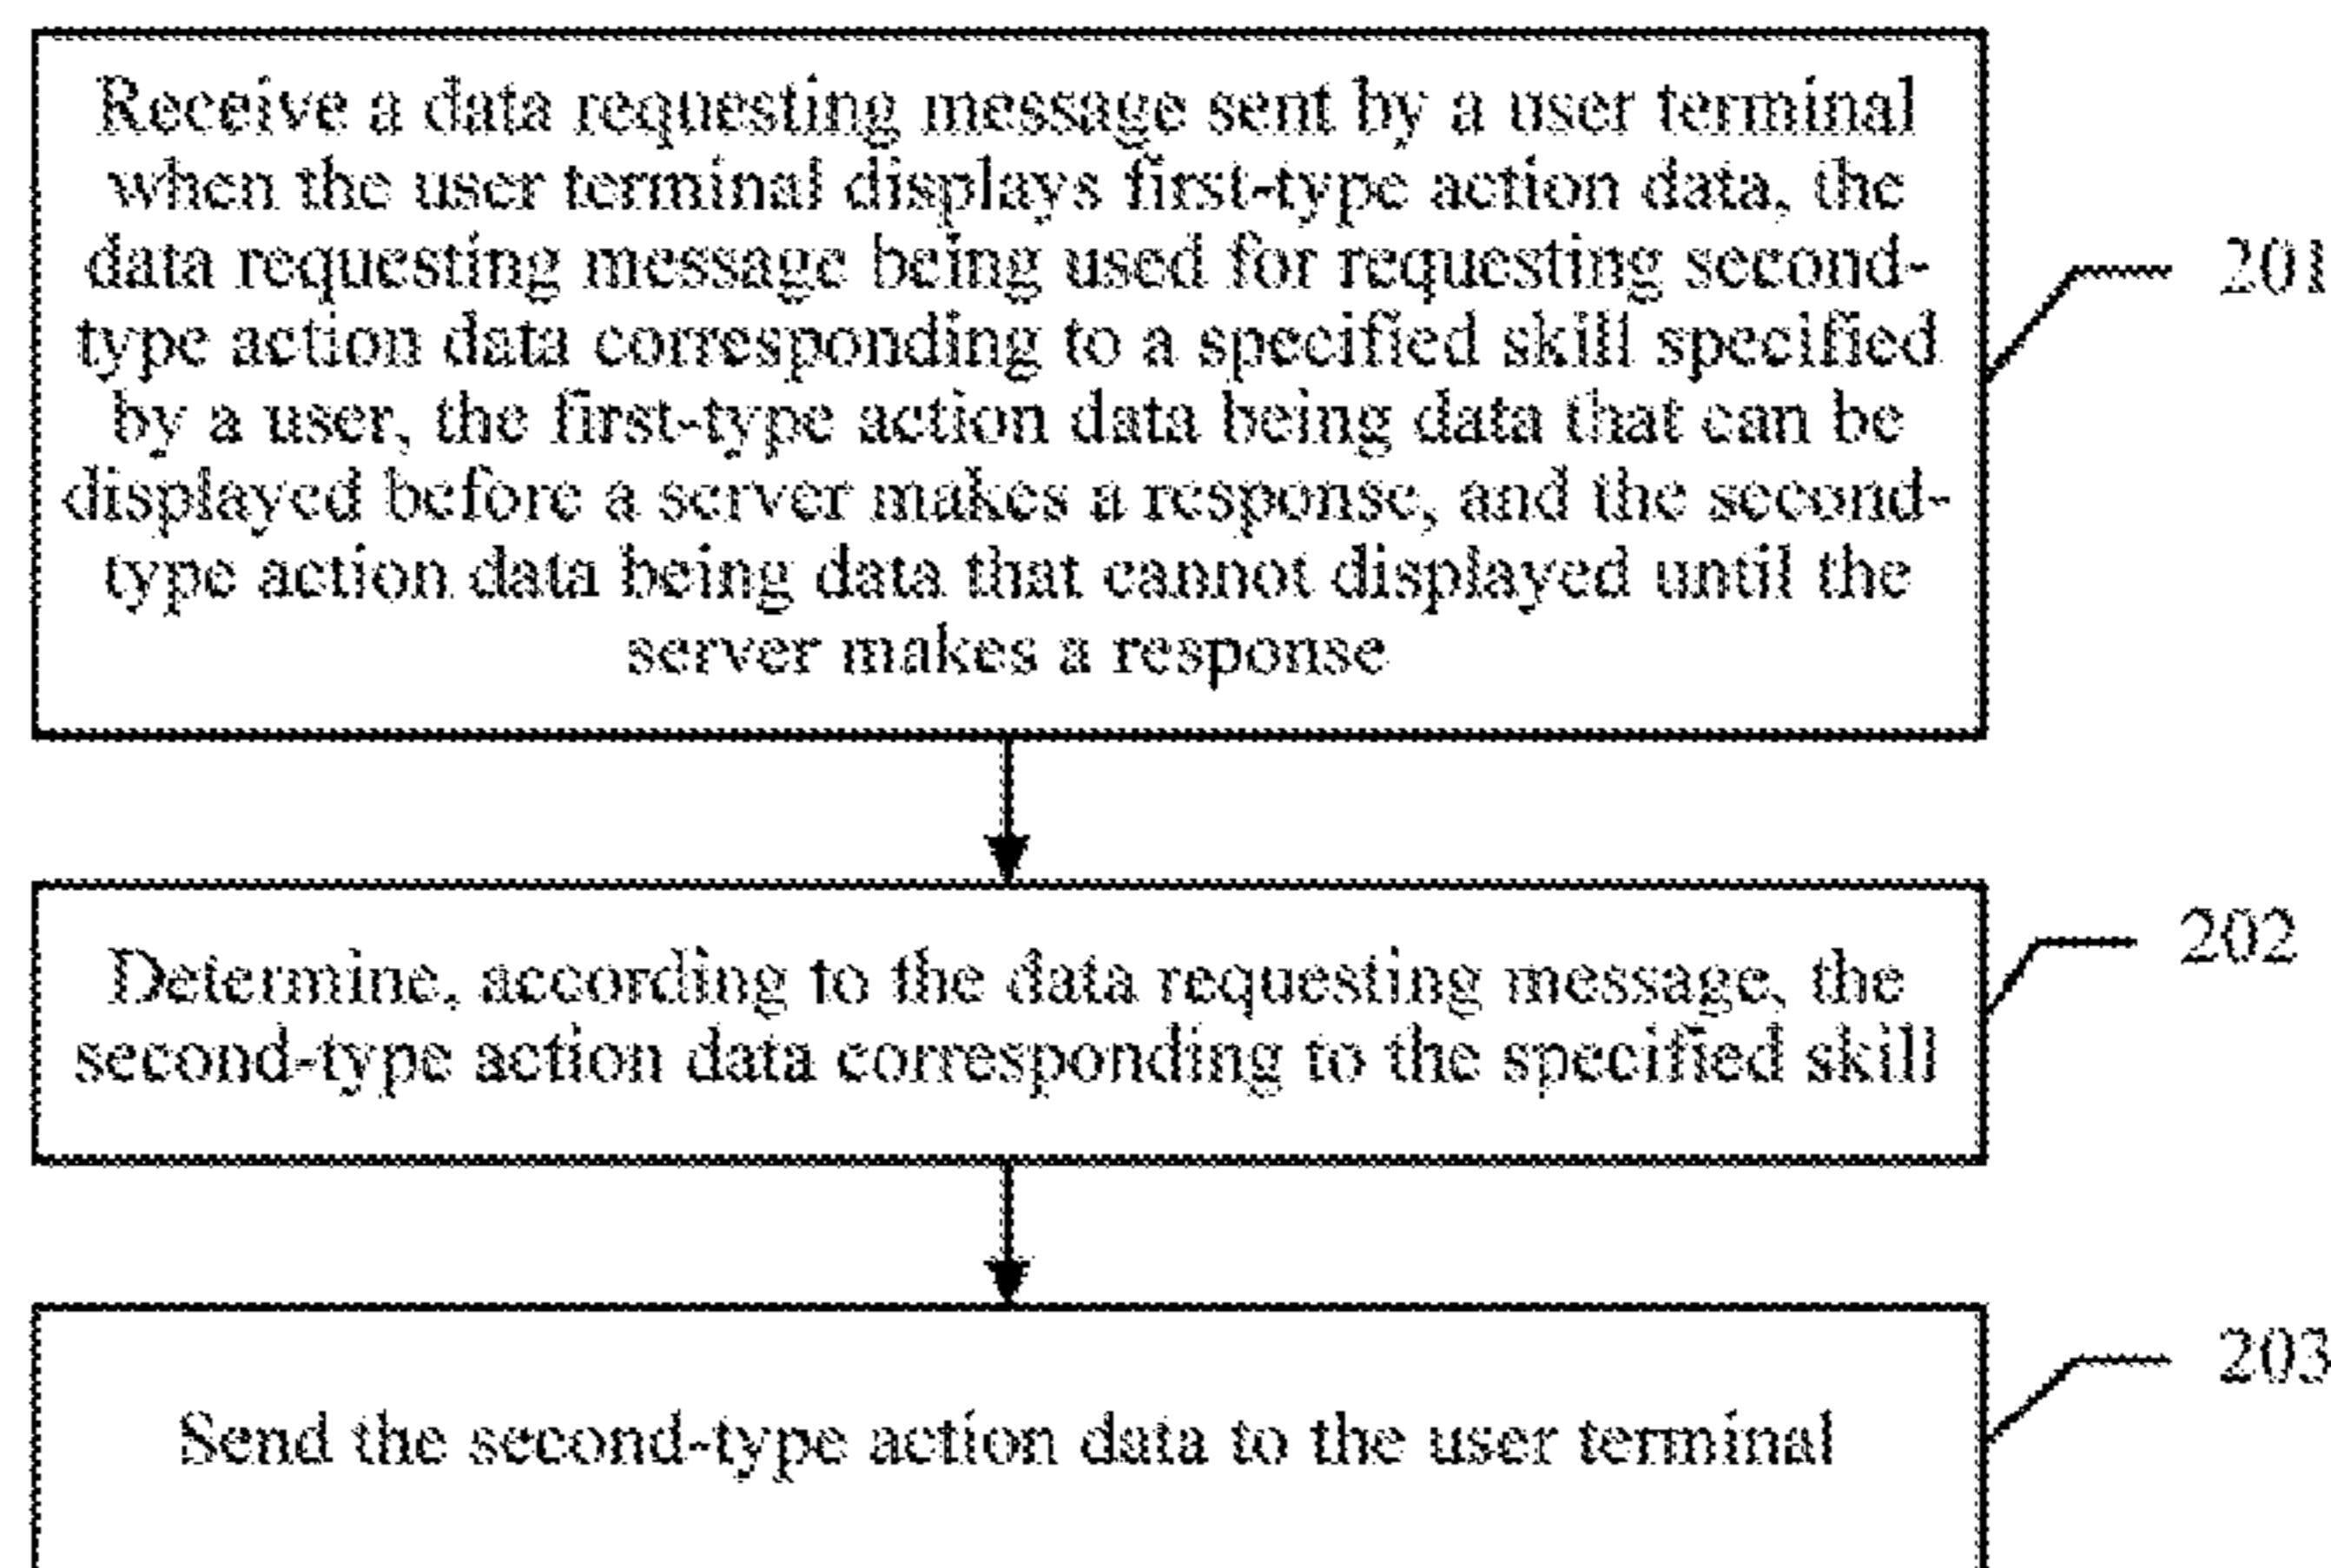 Receive a data requesting message sent by a user terminal
when the user terminal displays first-type action data, the
data requesting message being used for requesting second-
type action data corresponding to a specified skill specified
by a user, the first-type action data being data that can be
displayed before a server makes a response, and the second-
type action data being data that cannot displayed until the
server makes a response
201
Determine, according to the data requesting message, the
second-type action data corresponding to the specified skill
202
Send the second-type action data to the user terminal
203